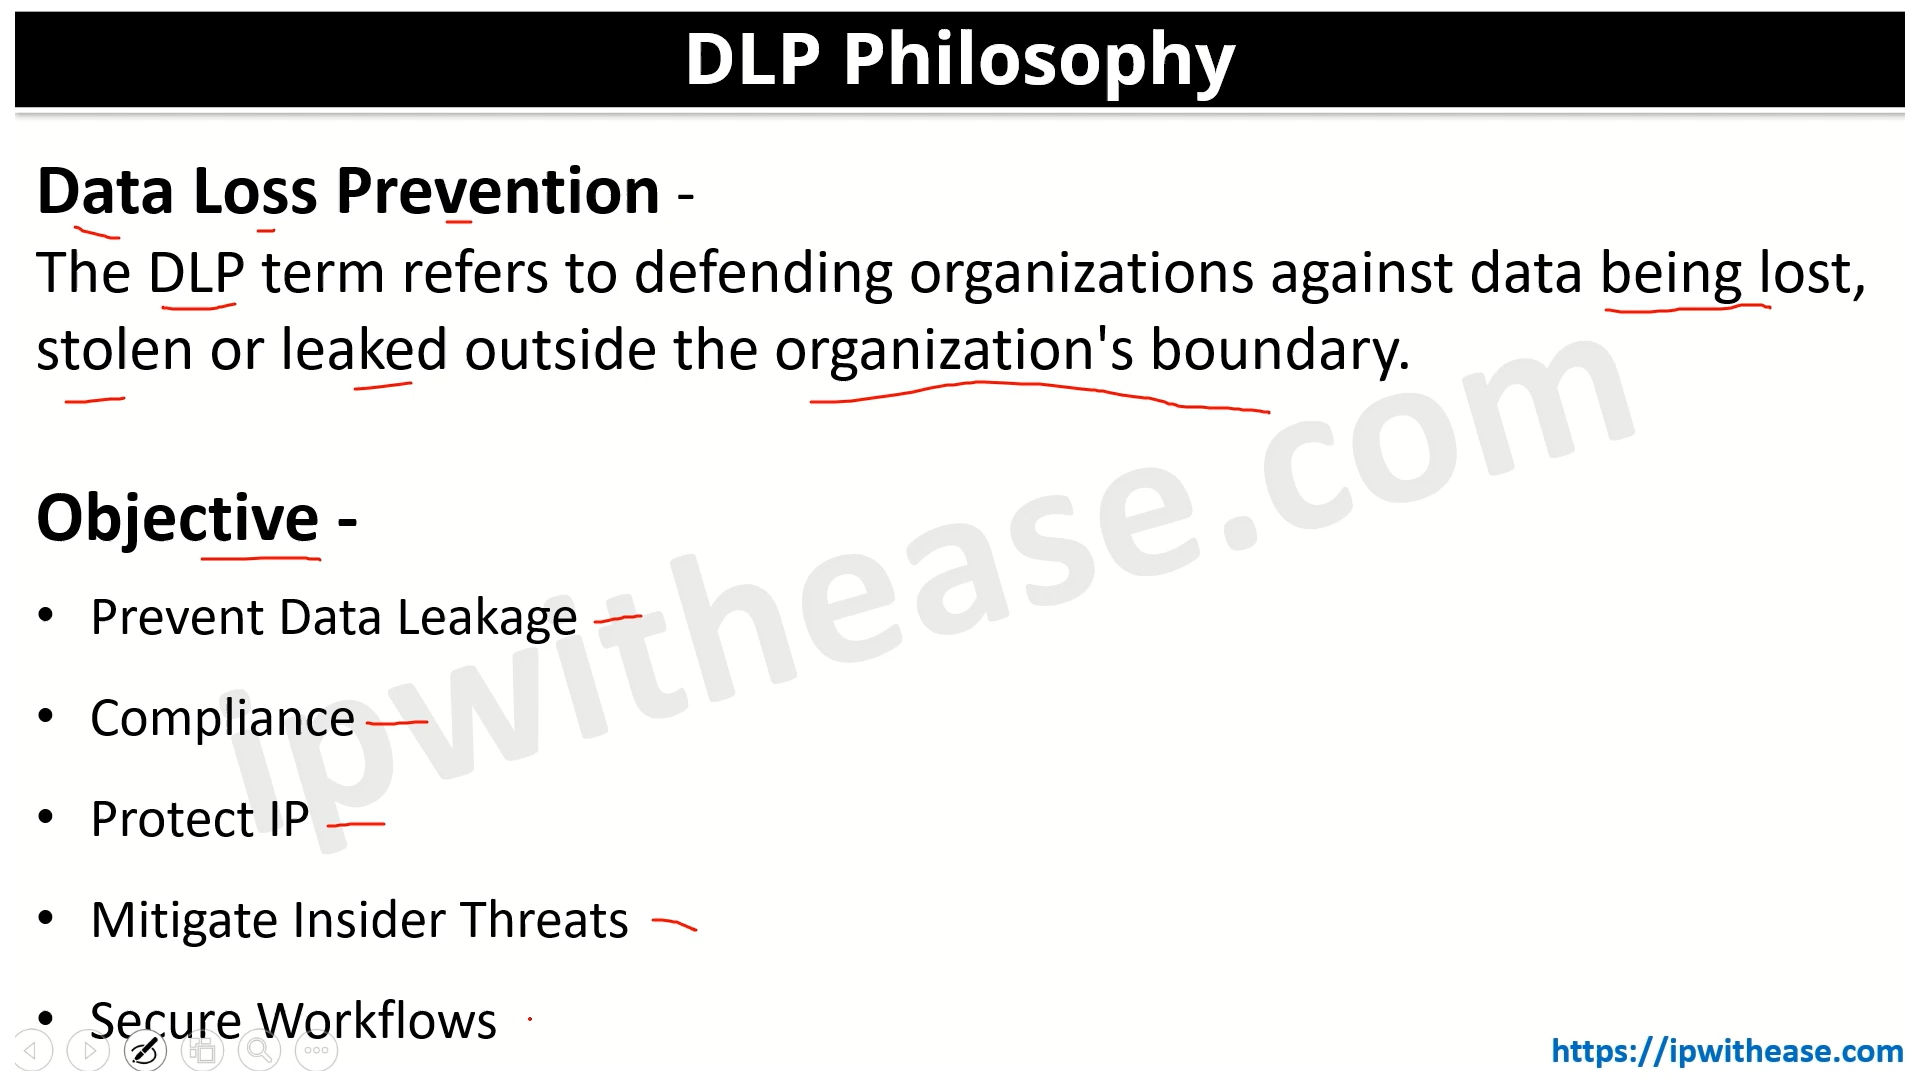 DLP Philosophy
Data Loss Prevention -
The DLP term refers to defending organizations against data being lost,
stolen or leaked outside the organization's boundary.
Objective -
• Prevent Data Leakage
• Compliance
• Protect IP
• Mitigate Insider Threats
• Secure Workflows
ipwithease.com
https://ipwithease.com